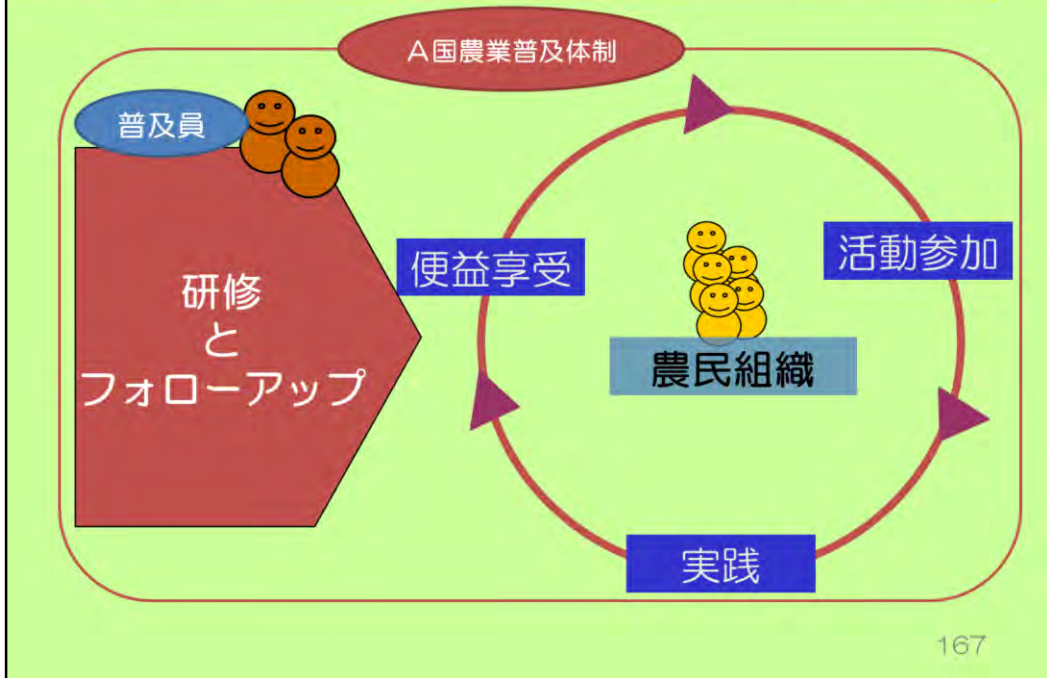 A国農業普及体制
普及員
研修
と
フォローアップ
便益享受
活動参加
農民組織
実践
167